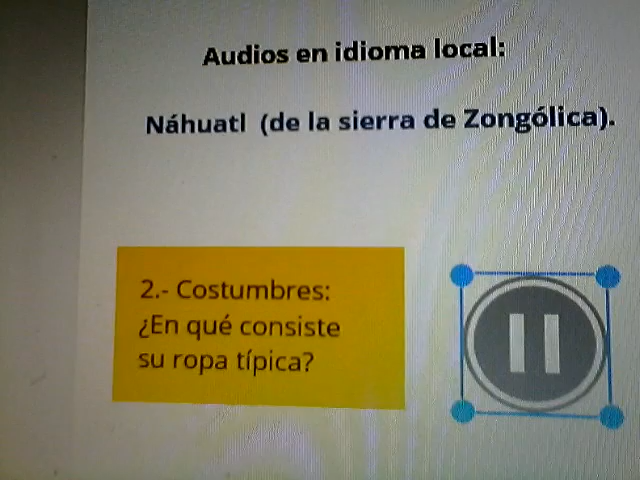 Audios en idioma local:
Náhuatl (de la sierra de Zongólica).
2.- Costumbres:
¿En qué consiste
su ropa típica?